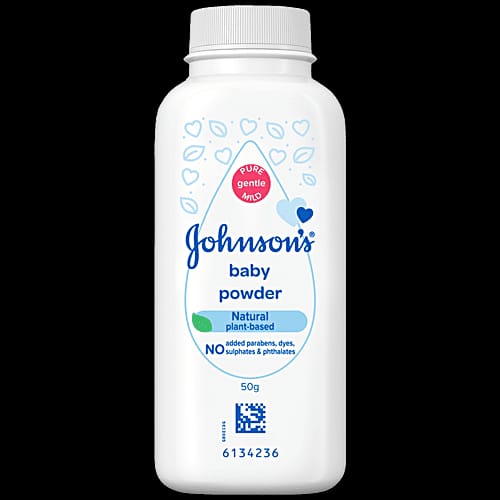 PURE
gentle
MILD
Johnson's®
baby
powder
Natural
plant-based
NO added parabens, dyes,
sulphates & phthalates
50g
6134236